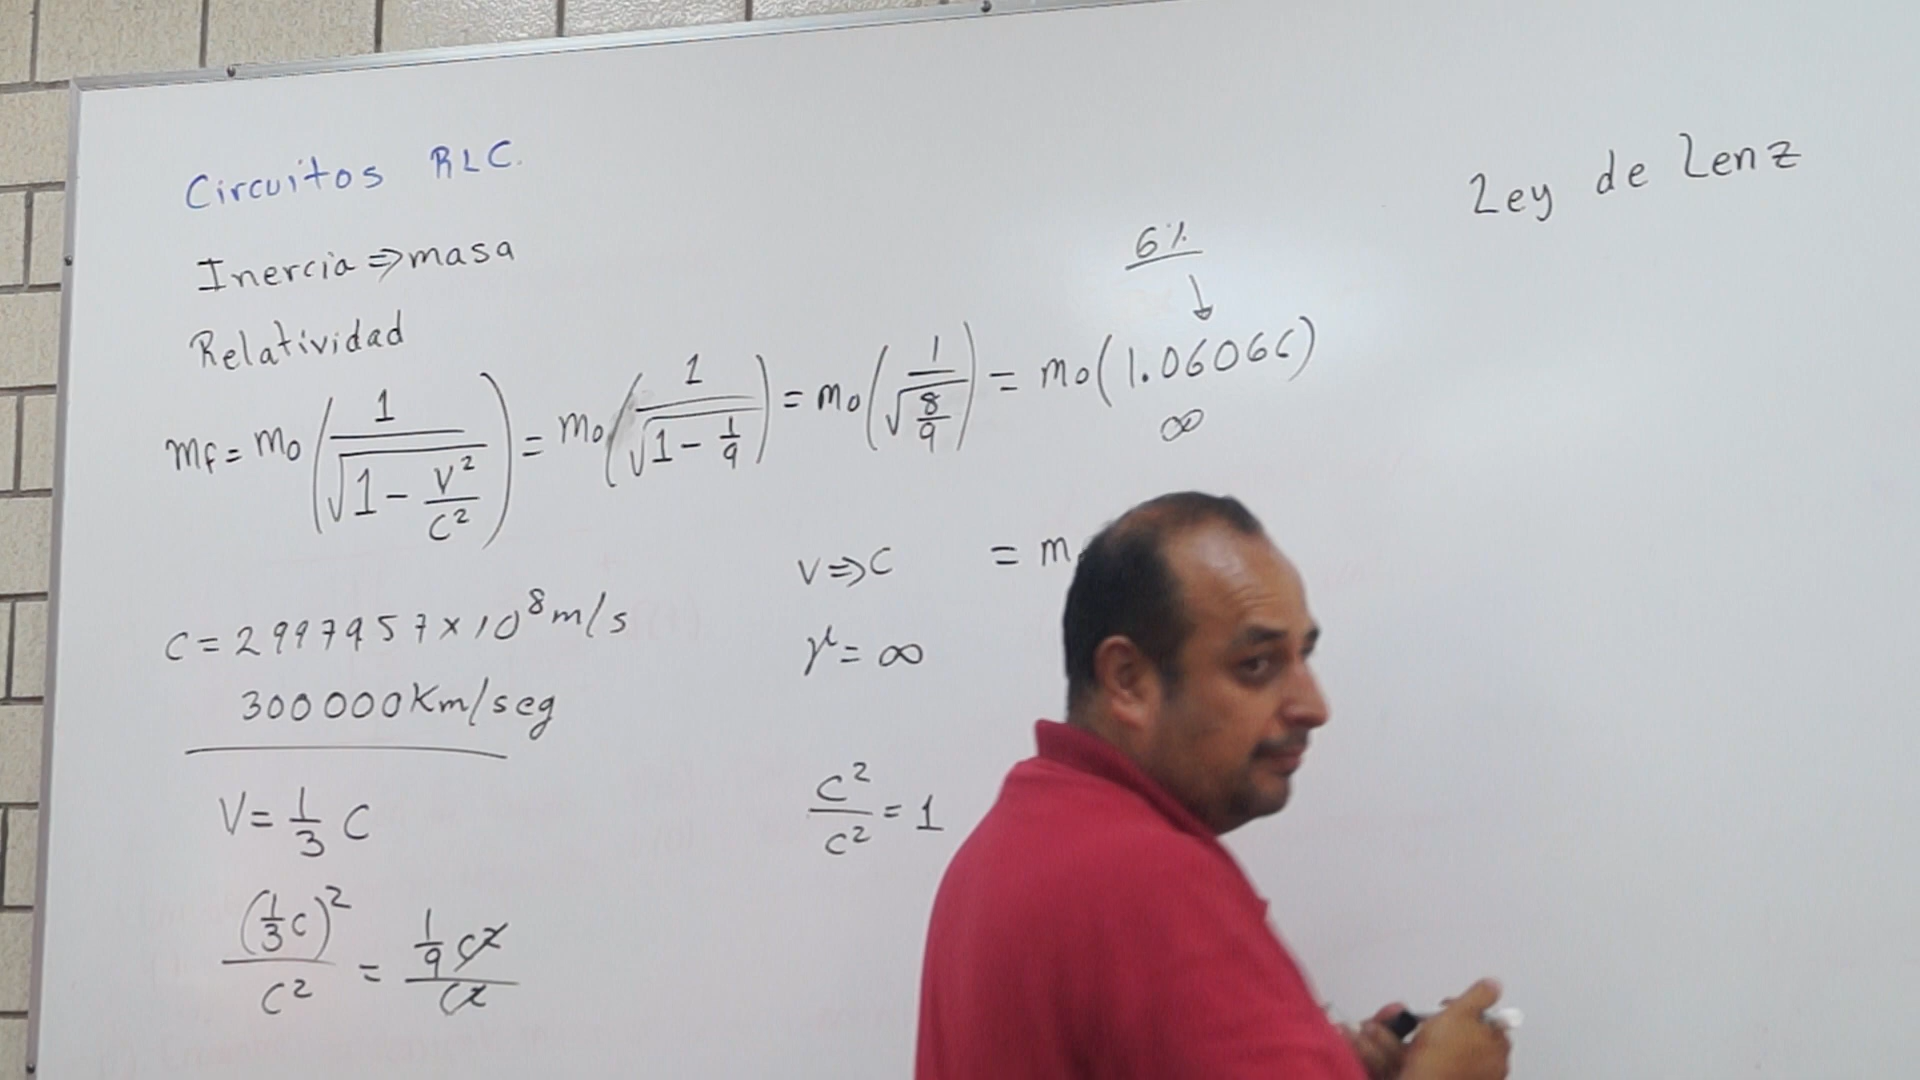 Circuitos RLC.
Ley de Lenz
Inercia ⇒ masa
6%
↓
Relatividad
mf = mo (1/√(1 - V²/C²)) = mo (1/√(1 - 1/9)) = mo (1/√(8/9)) = mo (1.06066)
∞
V ⇒ C = m
C = 2997957 × 10⁸ m/s
γ = ∞
300 000 Km/seg
V = 1/3 C
C²/C² = 1
(1/3 C)²/C² = 1/9 C²/C²